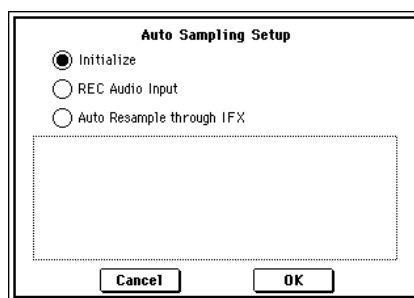 Auto Sampling Setup
Initialize
REC Audio Input
Auto Resample through IFX
Cancel OK